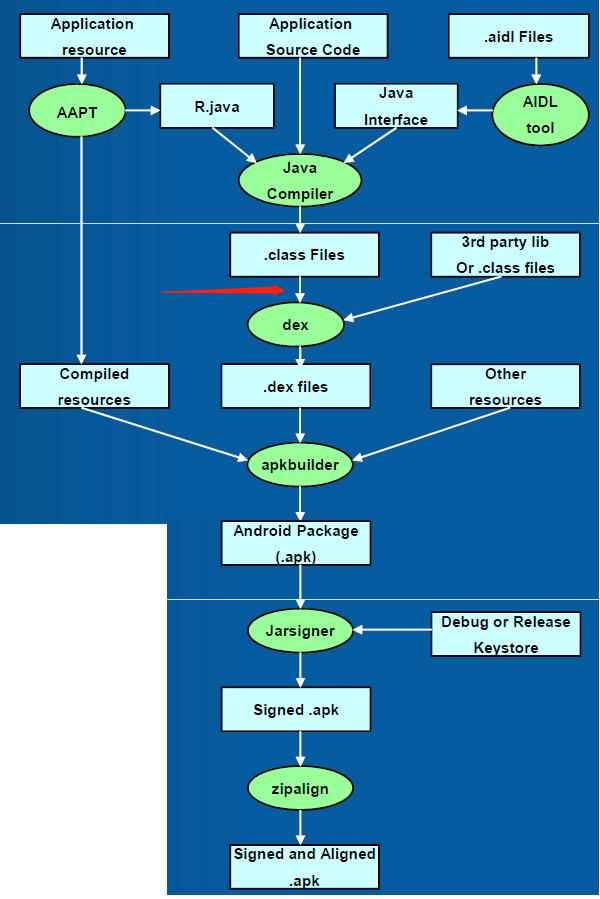 Application
resource
Application
Source Code
.aidl Files
AAPT
R.java
Java
Interface
AIDL
tool
Java
Compiler
.class Files
3rd party lib
Or .class files
dex
Compiled
resources
.dex files
Other
resources
apkbuilder
Android Package
(.apk)
Jarsigner
Debug or Release
Keystore
Signed .apk
zipalign
Signed and Aligned
.apk